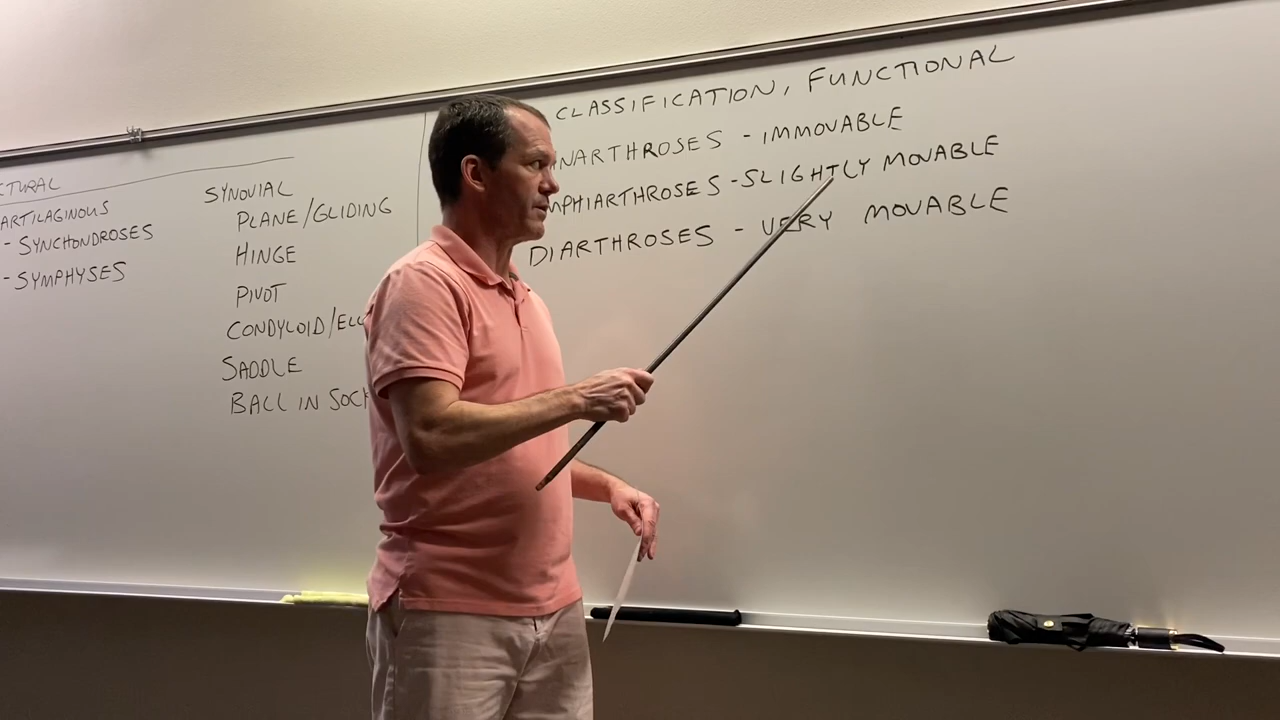 CTURAL
ARTILAGINOUS
- SYNCHONDROSES
- SYMPHYSES
SYNOVIAL
PLANE/GLIDING
HINGE
PIVOT
CONDYLOID/ELL
SADDLE
BALL IN SOCK
CLASSIFICATION, FUNCTIONAL
NARTHROSES - IMMOVABLE
MPHIARTHROSES - SLIGHTLY MOVABLE
DIARTHROSES - VERY MOVABLE